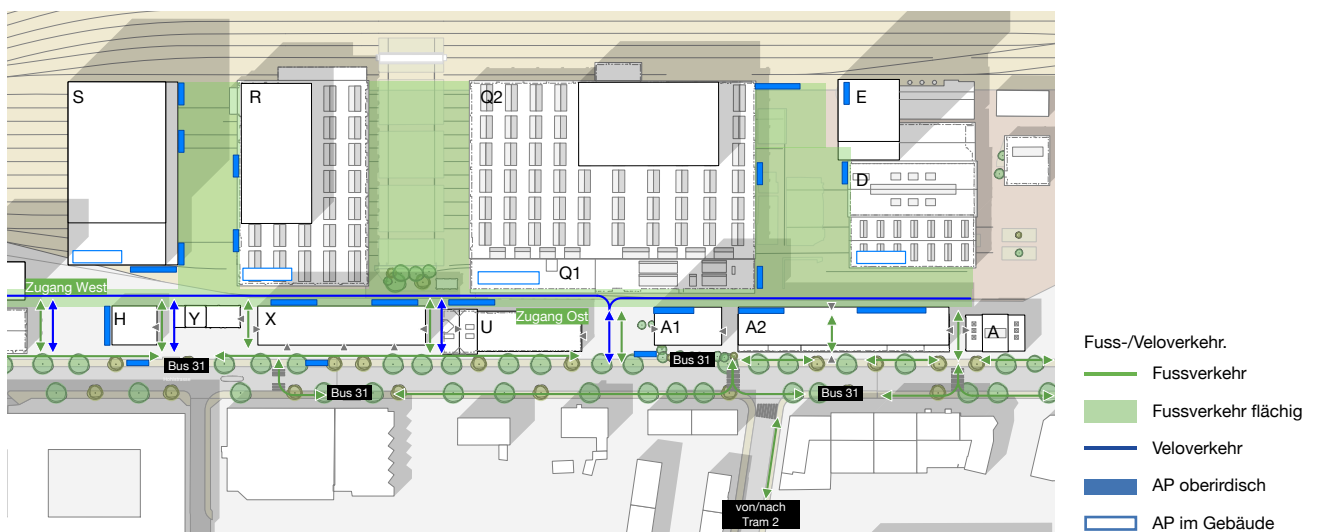 S
R
Q2
E
D
Q1
Zugang West
H
Y
X
U
Zugang Ost
A1
A2
A
Bus 31
Bus 31
Bus 31
Bus 31
von/nach
Tram 2
Fuss-/Veloverkehr.
Fussverkehr
Fussverkehr flächig
Veloverkehr
AP oberirdisch
AP im Gebäude